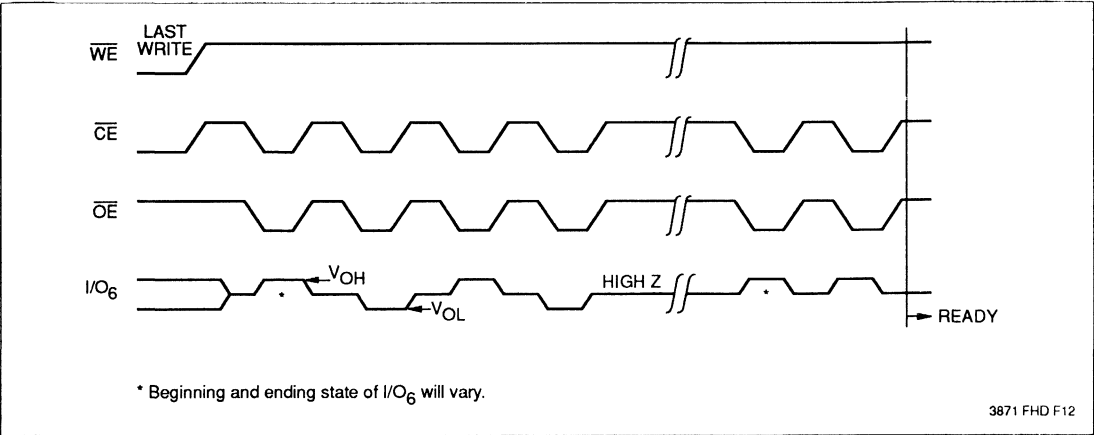 LAST
WRITE
WE
CE
OE
I/O6
VOH
*
VOL
HIGH Z
*
READY
* Beginning and ending state of I/O6 will vary.
3871 FHD F12